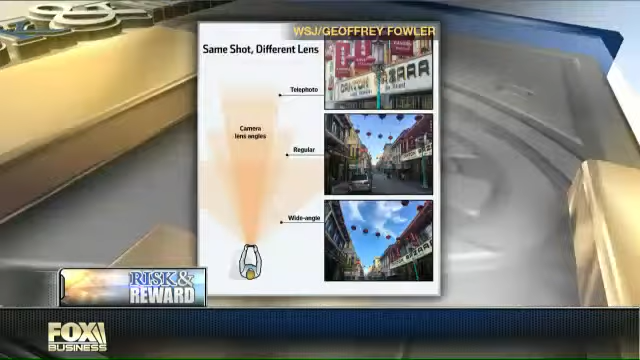 WSJ/GEOFFREY FOWLER
Same Shot, Different Lens
Telephoto
Camera
lens angles
Regular
Wide-angle
RISK&
REWARD
FOX
BUSINESS